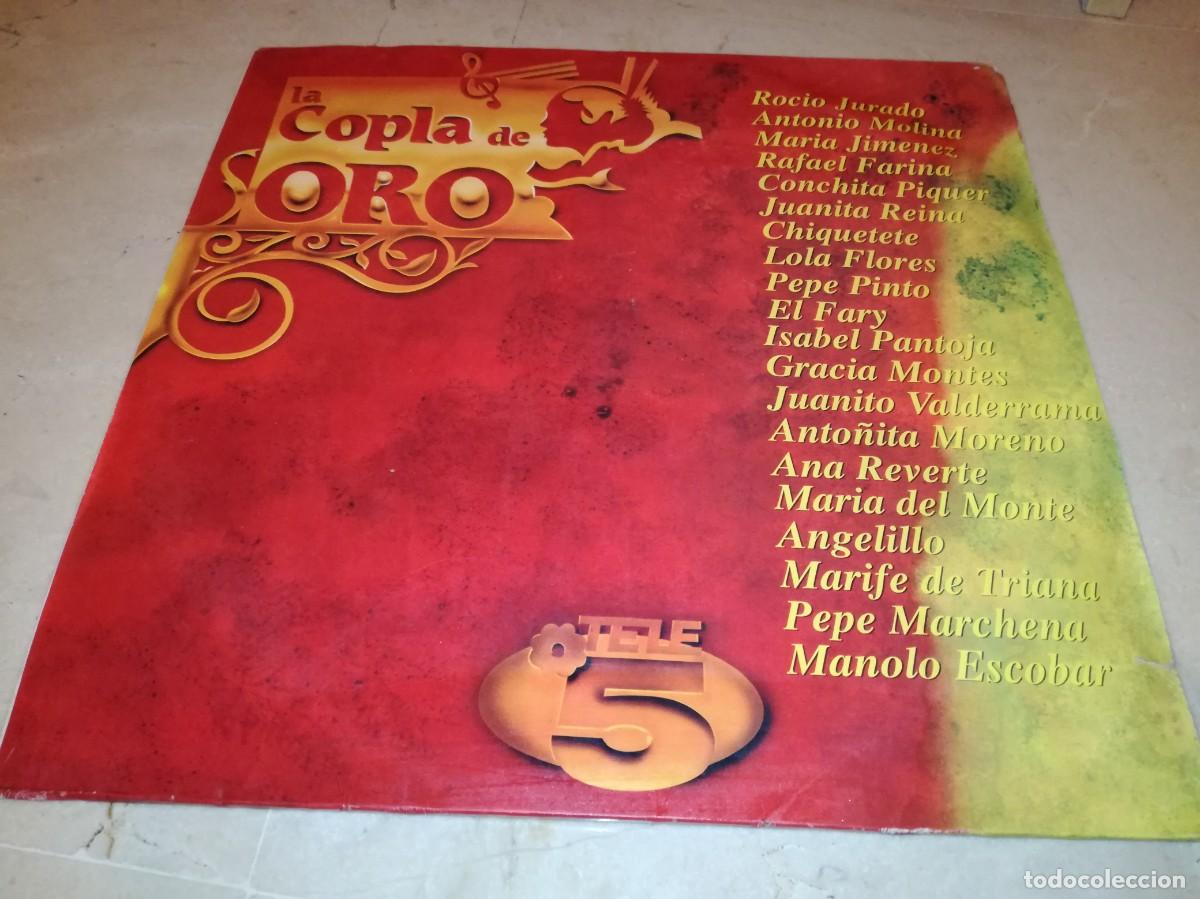 la
Copla de
ORO
Rocio Jurado
Antonio Molina
Maria Jimenez
Rafael Farina
Conchita Piquer
Juanita Reina
Chiquetete
Lola Flores
Pepe Pinto
El Fary
Isabel Pantoja
Gracia Montes
Juanito Valderrama
Antoñita Moreno
Ana Reverte
Maria del Monte
Angelillo
Marife de Triana
Pepe Marchena
Manolo Escobar
TELE
5
todocoleccion